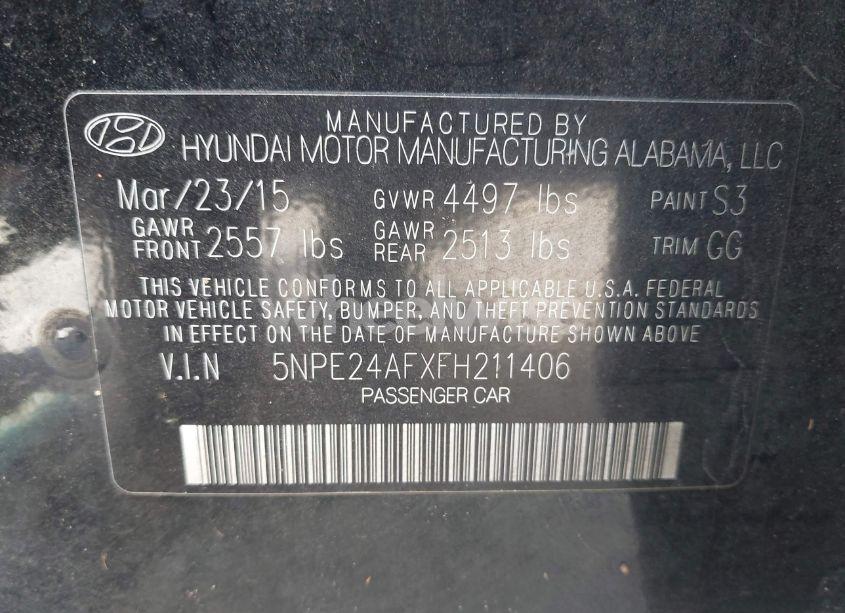 MANUFACTURED BY
HYUNDAI MOTOR MANUFACTURING ALABAMA, LLC
Mar/23/15 GVWR 4497 lbs PAINT S3
GAWR FRONT 2557 lbs GAWR REAR 2513 lbs TRIM GG
THIS VEHICLE CONFORMS TO ALL APPLICABLE U.S.A. FEDERAL
MOTOR VEHICLE SAFETY, BUMPER, AND THEFT PREVENTION STANDARDS
IN EFFECT ON THE DATE OF MANUFACTURE SHOWN ABOVE
V.I.N 5NPE24AFXFH211406
PASSENGER CAR